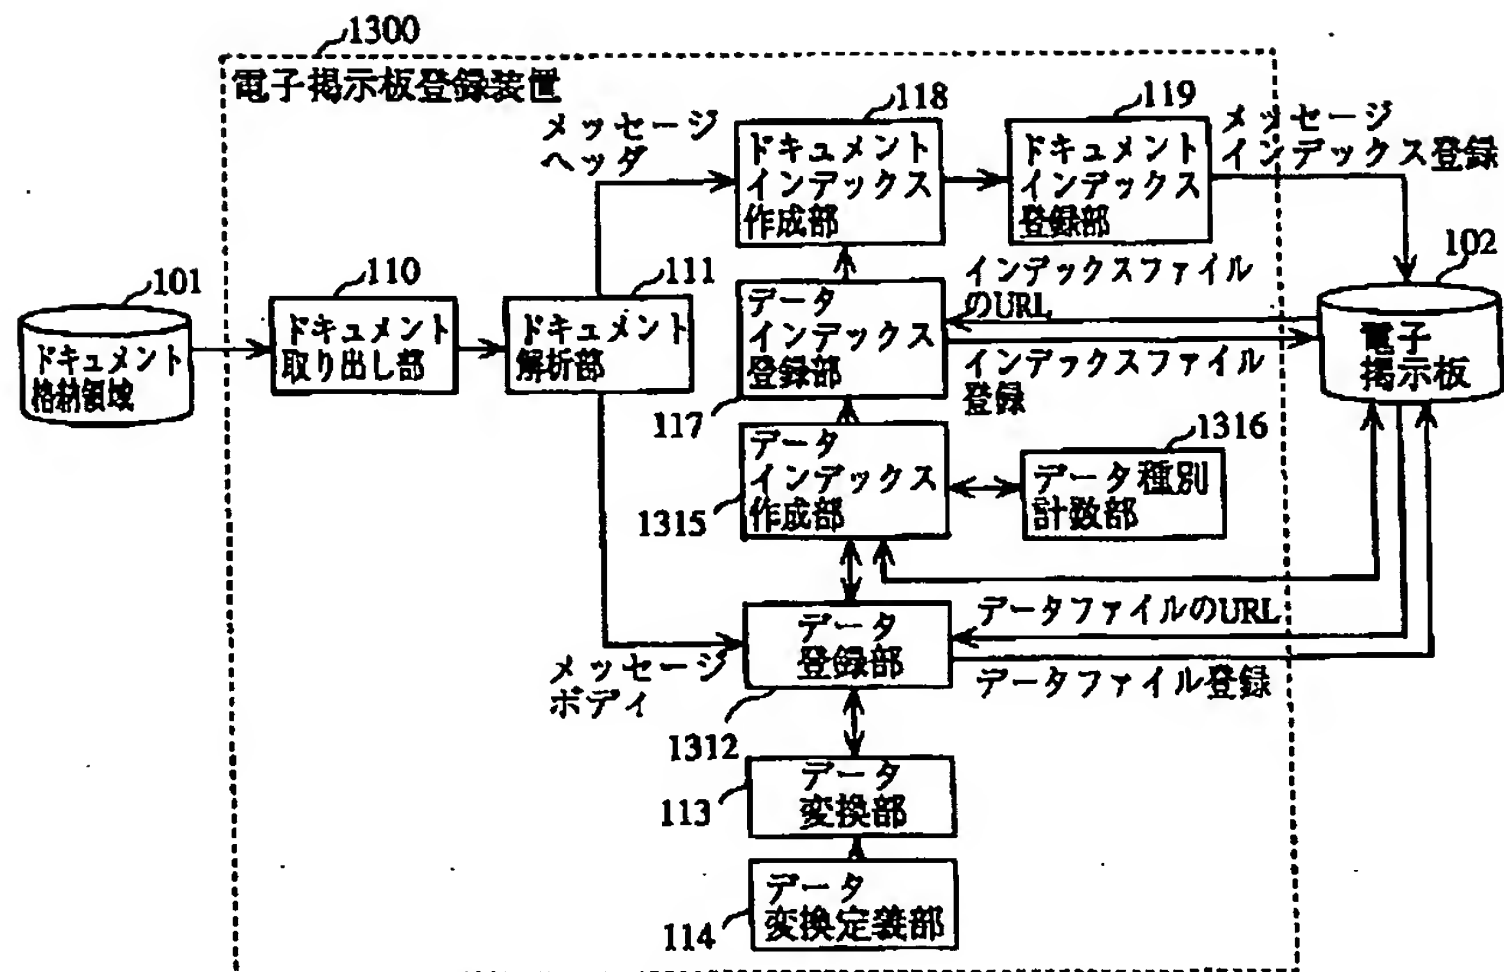 1300
電子掲示板登録装置
メッセージ
ヘッダ
118
ドキュメント
インデックス
作成部
119
ドキュメント
インデックス
登録部
メッセージ
インデックス登録
101
ドキュメント
格納領域
110
ドキュメント
取り出し部
111
ドキュメント
解析部
データ
インデックス
登録部
117
インデックスファイル
のURL
インデックスファイル
登録
102
電子
掲示板
データ
インデックス
作成部
1315
1316
データ種別
計数部
メッセージ
ボディ
データ
登録部
1312
データファイルのURL
データファイル登録
データ
変換部
113
データ
変換定装部
114